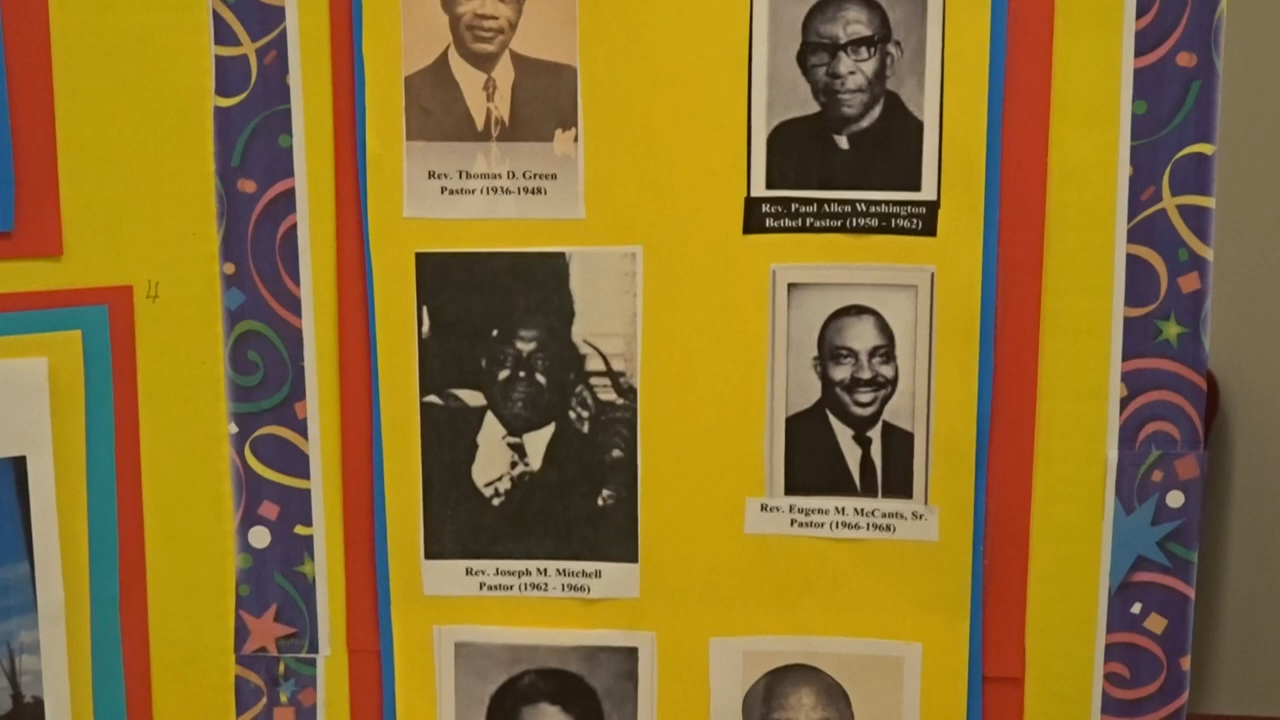 Rev. Thomas D. Green
Pastor (1936-1948)
Rev. Paul Allen Washington
Bethel Pastor (1950 - 1962)
4
Rev. Eugene M. McCants, Sr.
Pastor (1966-1968)
Rev. Joseph M. Mitchell
Pastor (1962 - 1966)